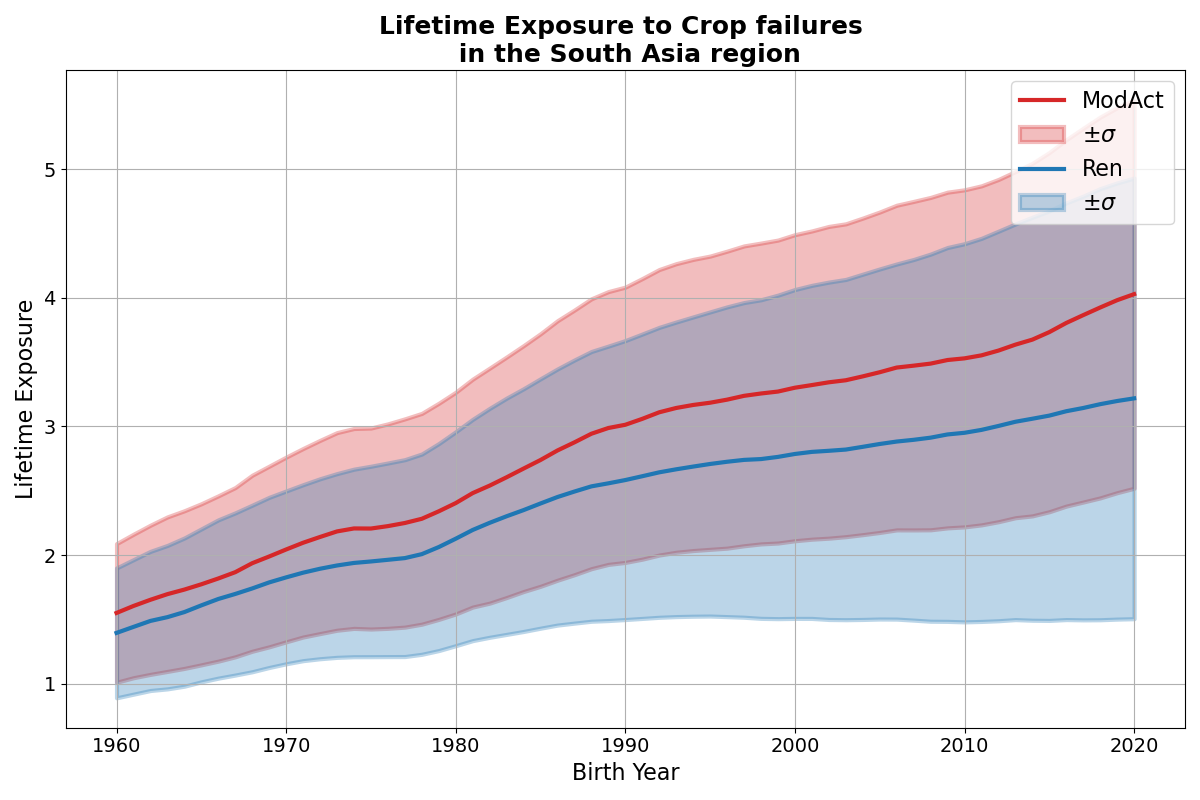 Lifetime Exposure to Crop failures
in the South Asia region
ModAct
±σ
Ren
±σ
Lifetime Exposure
5
4
3
2
1
1960 1970 1980 1990 2000 2010 2020
Birth Year